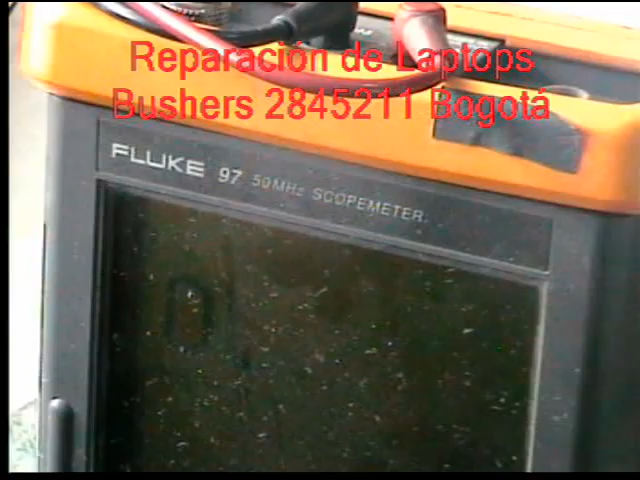 Reparación de Laptops
Bushers 2845211 Bogotá
FLUKE 97 50MHz SCOPEMETER